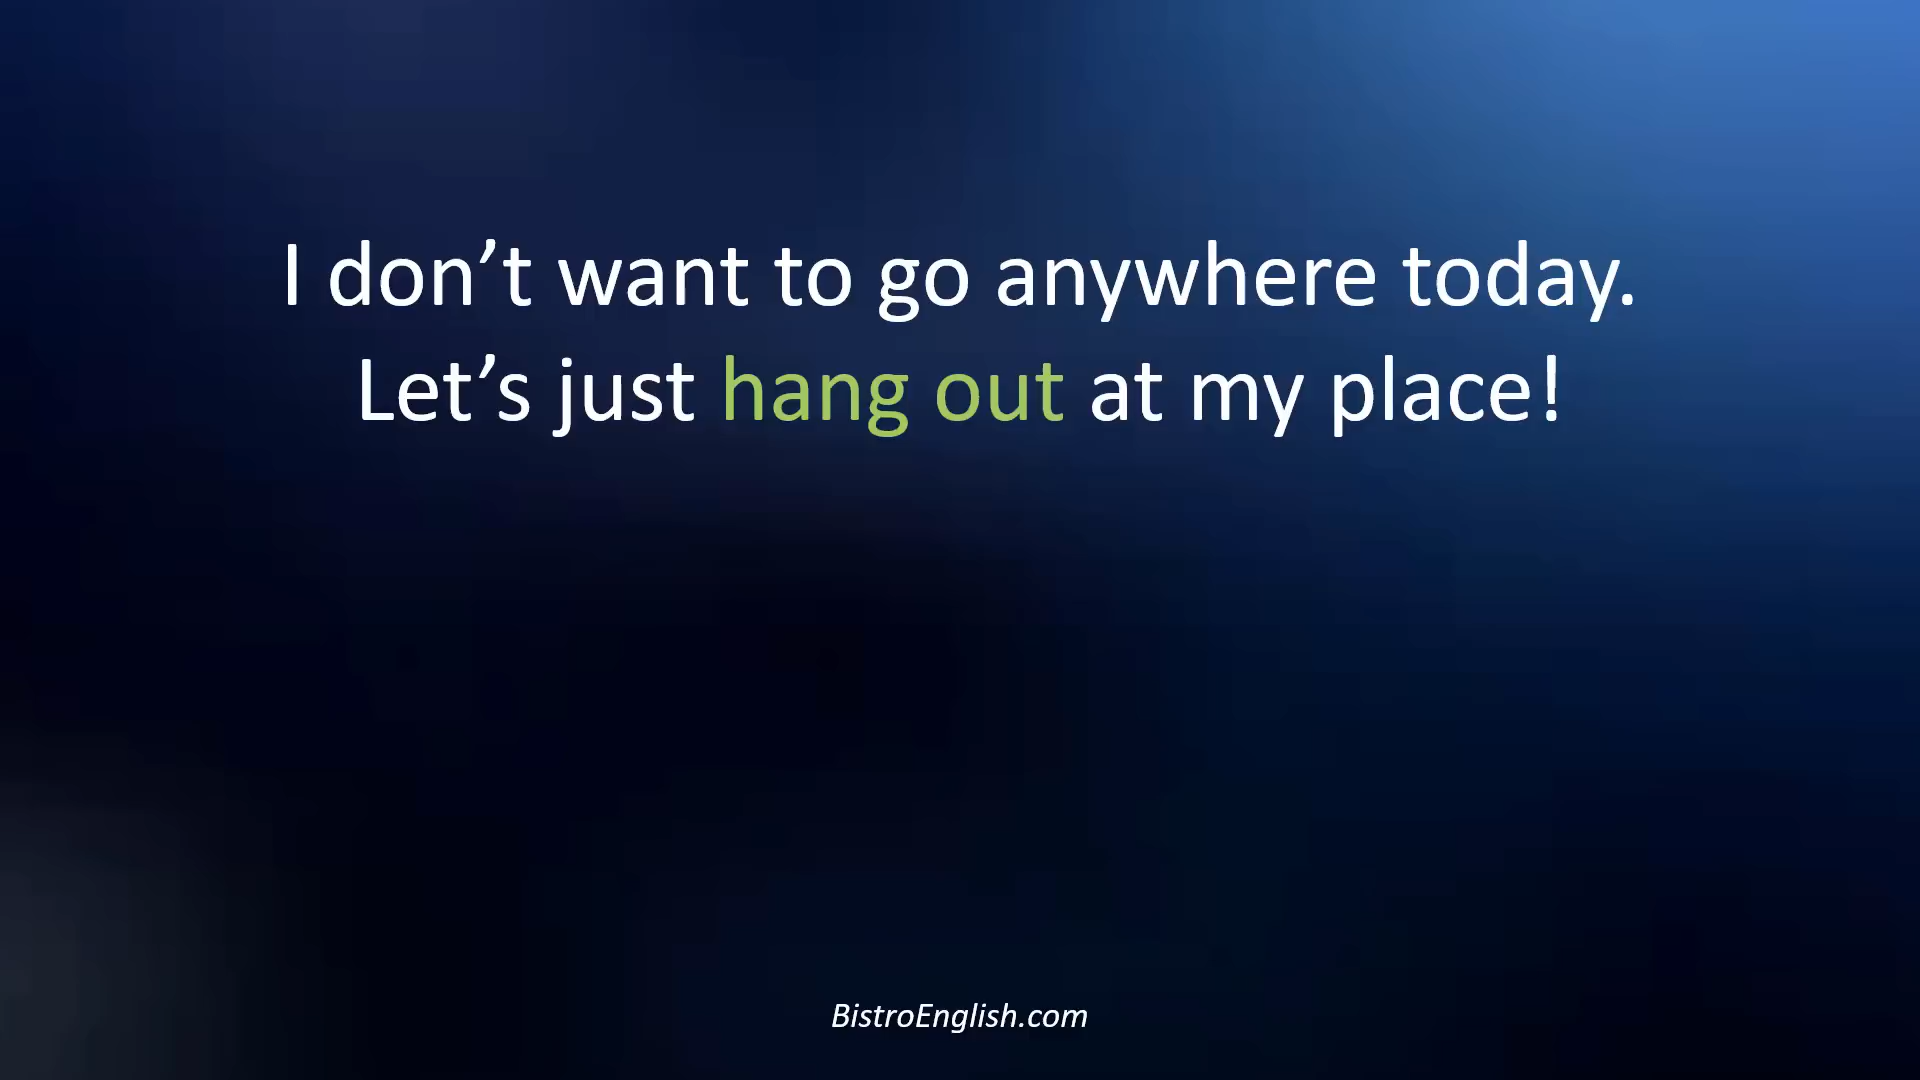 I don’t want to go anywhere today.
Let’s just hang out at my place!
BistroEnglish.com